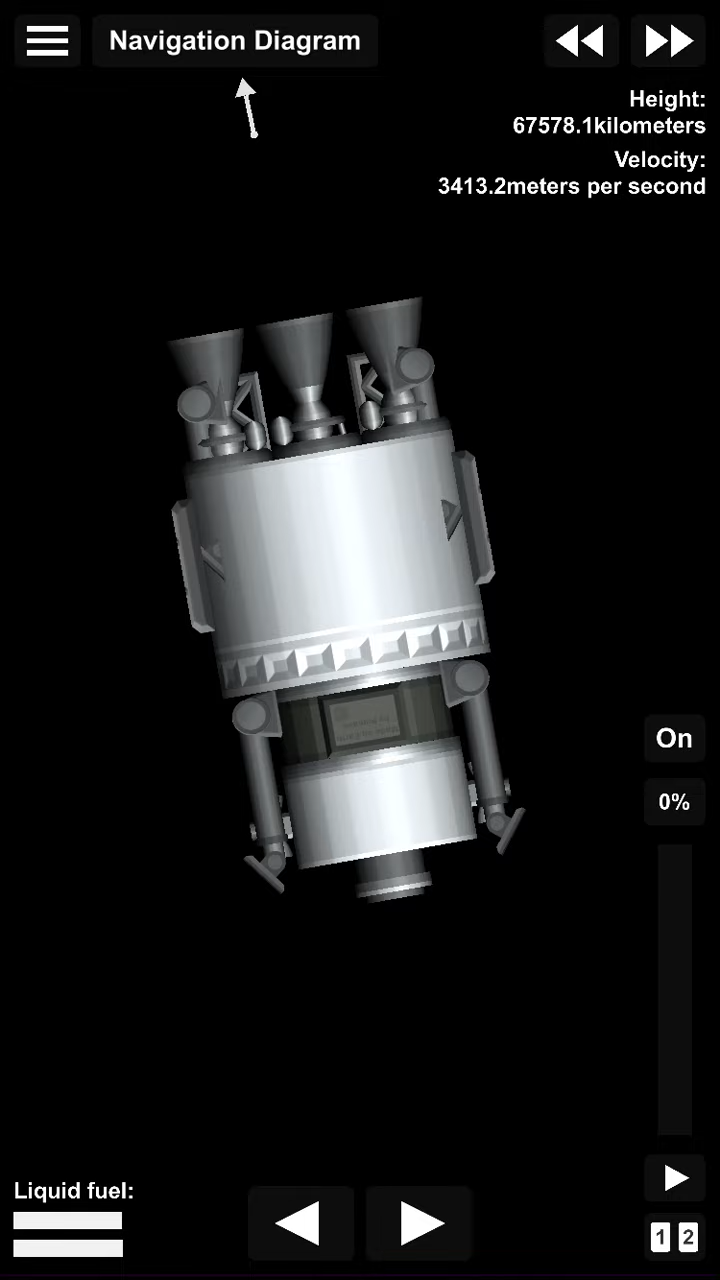 Navigation Diagram
Height:
67578.1kilometers
Velocity:
3413.2meters per second
On
0%
Liquid fuel:
1 2